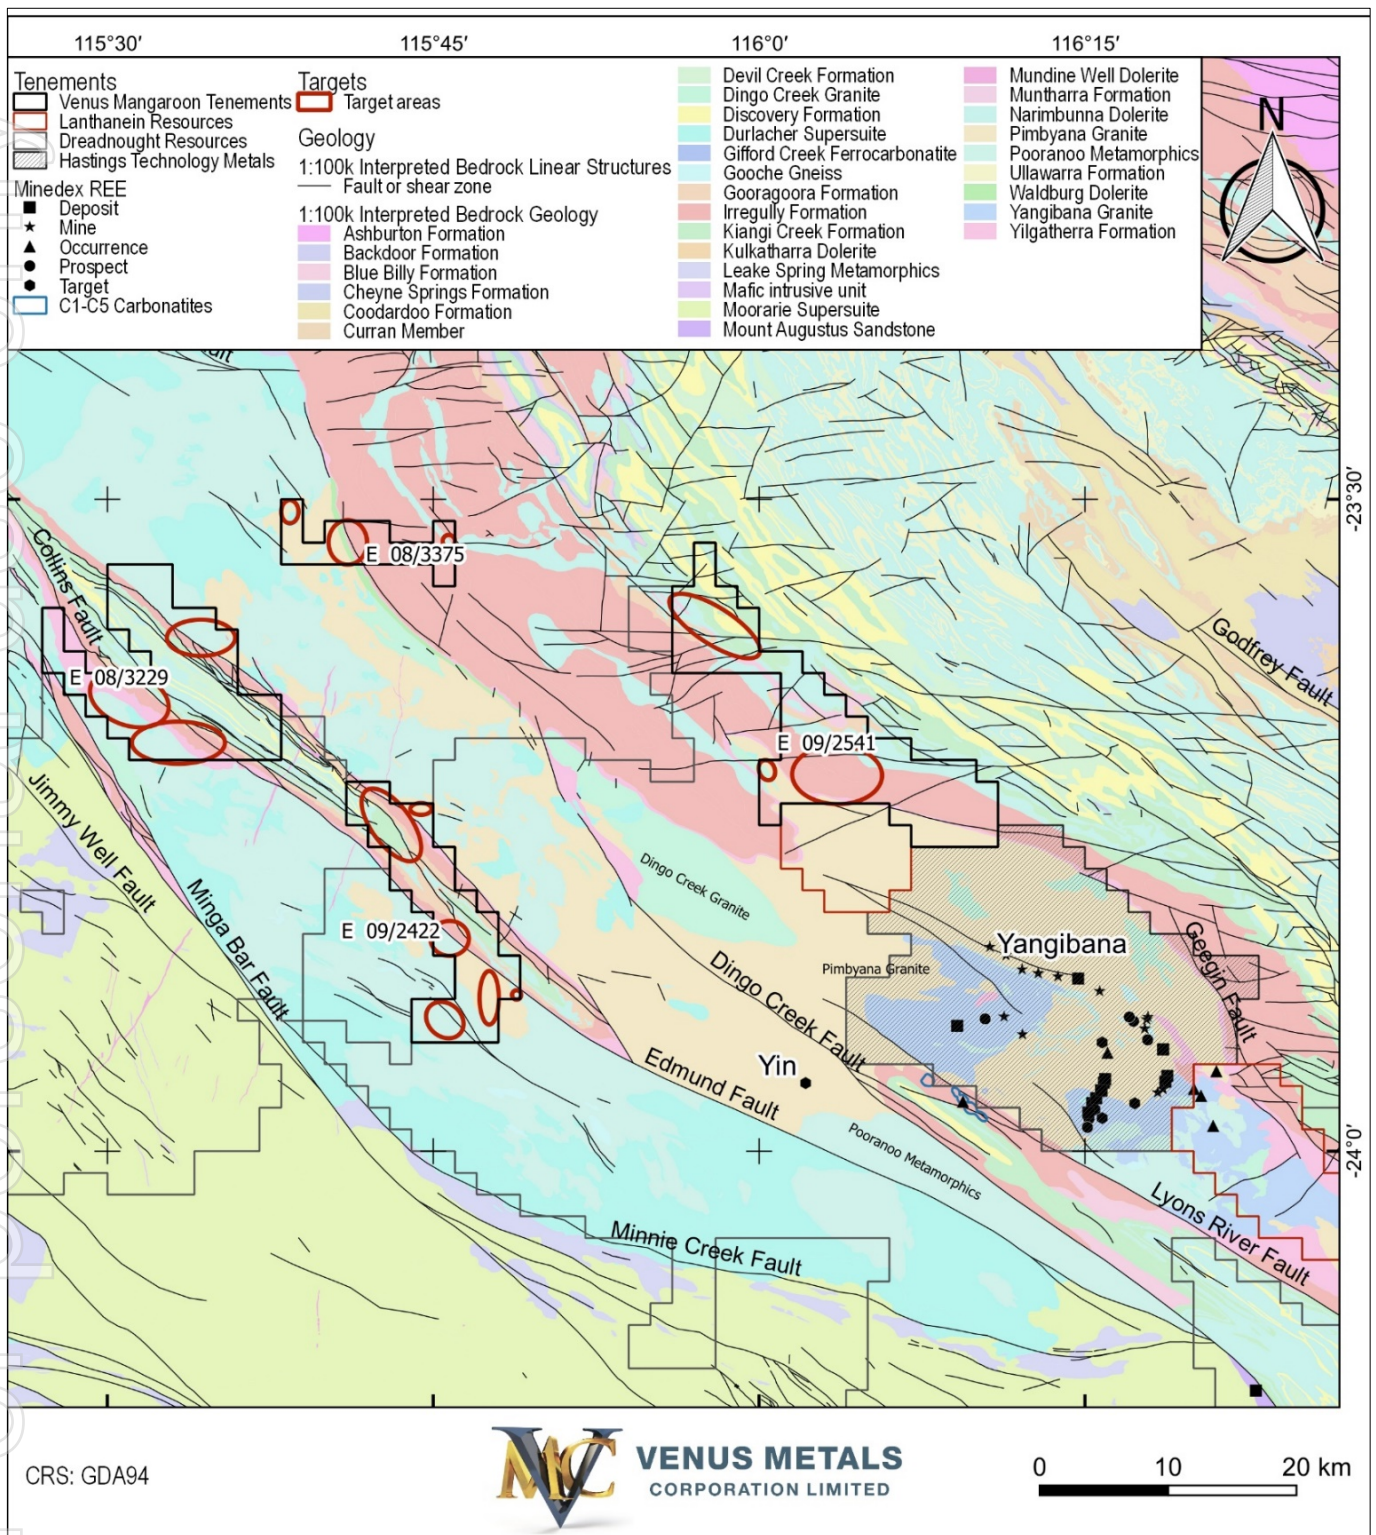 115°30′ 115°45′ 116°0′ 116°15′
Tenements
Venus Mangaroon Tenements
Lanthanein Resources
Dreadnought Resources
Hastings Technology Metals
Minedex REE
Deposit
Mine
Occurrence
Prospect
Target
C1-C5 Carbonatites
Targets
Target areas
Geology
1:100k Interpreted Bedrock Linear Structures
Fault or shear zone
1:100k Interpreted Bedrock Geology
Ashburton Formation
Backdoor Formation
Blue Billy Formation
Cheyne Springs Formation
Coodardoo Formation
Curran Member
Devil Creek Formation
Dingo Creek Granite
Discovery Formation
Durlacher Supersuite
Gifford Creek Ferrocarbonatite
Gooche Gneiss
Gooragoora Formation
Irregully Formation
Kiangi Creek Formation
Kulkatharra Dolerite
Leake Spring Metamorphics
Mafic intrusive unit
Moorarie Supersuite
Mount Augustus Sandstone
Mundine Well Dolerite
Muntharra Formation
Narimbunna Dolerite
Pimbyana Granite
Pooranoo Metamorphics
Ullawarra Formation
Waldburg Dolerite
Yangibana Granite
Yilgatherra Formation
N
-23°30′
Collins Fault
E 08/3375
Godfrey Fault
E 08/3229
E 09/2541
Jimmy Well Fault
Minga Bar Fault
Dingo Creek Granite
E 09/2422
Yangibana
Pimbyana Granite
Geegin Fault
Dingo Creek Fault
Yin
Edmund Fault
Pooranoo Metamorphics
-24°0′
Lyons River Fault
Minnie Creek Fault
CRS: GDA94
VMC
VENUS METALS
CORPORATION LIMITED
0 10 20 km